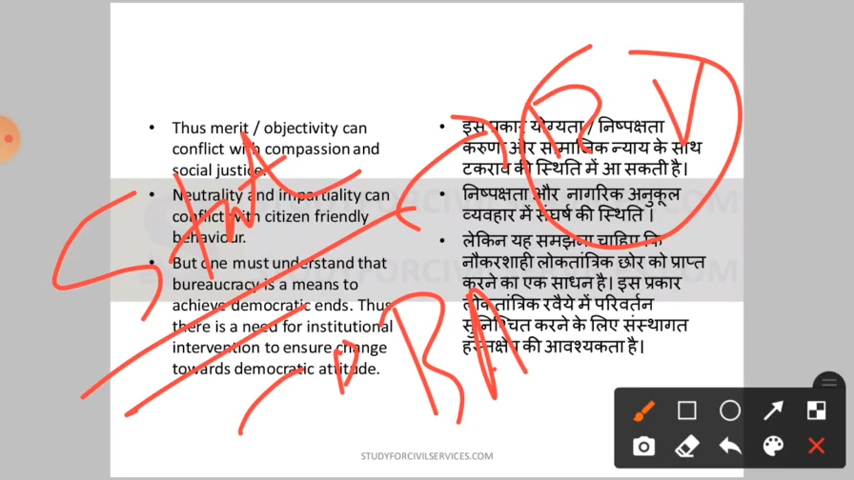 • Thus merit / objectivity can
conflict with compassion and
social justice.
• Neutrality and impartiality can
conflict with citizen friendly
behaviour.
• But one must understand that
bureaucracy is a means to
achieve democratic ends. Thus
there is a need for institutional
intervention to ensure change
towards democratic attitude.
• इस प्रकार योग्यता / निष्पक्षता
करुणा और सामाजिक न्याय के साथ
टकराव की स्थिति में आ सकती है।
• निष्पक्षता और नागरिक अनुकूल
व्यवहार में संघर्ष की स्थिति ।
• लेकिन यह समझना चाहिए कि
नोकरशाही लोकतांत्रिक छोर को प्राप्त
करने का एक साधन है। इस प्रकार
लोकतांत्रिक रवैये में परिवर्तन
सुनिश्चित करने के लिए संस्थागत
हस्तक्षेप की आवश्यकता है।
R V
BA
STUDYFORCIVILSERVICES.COM